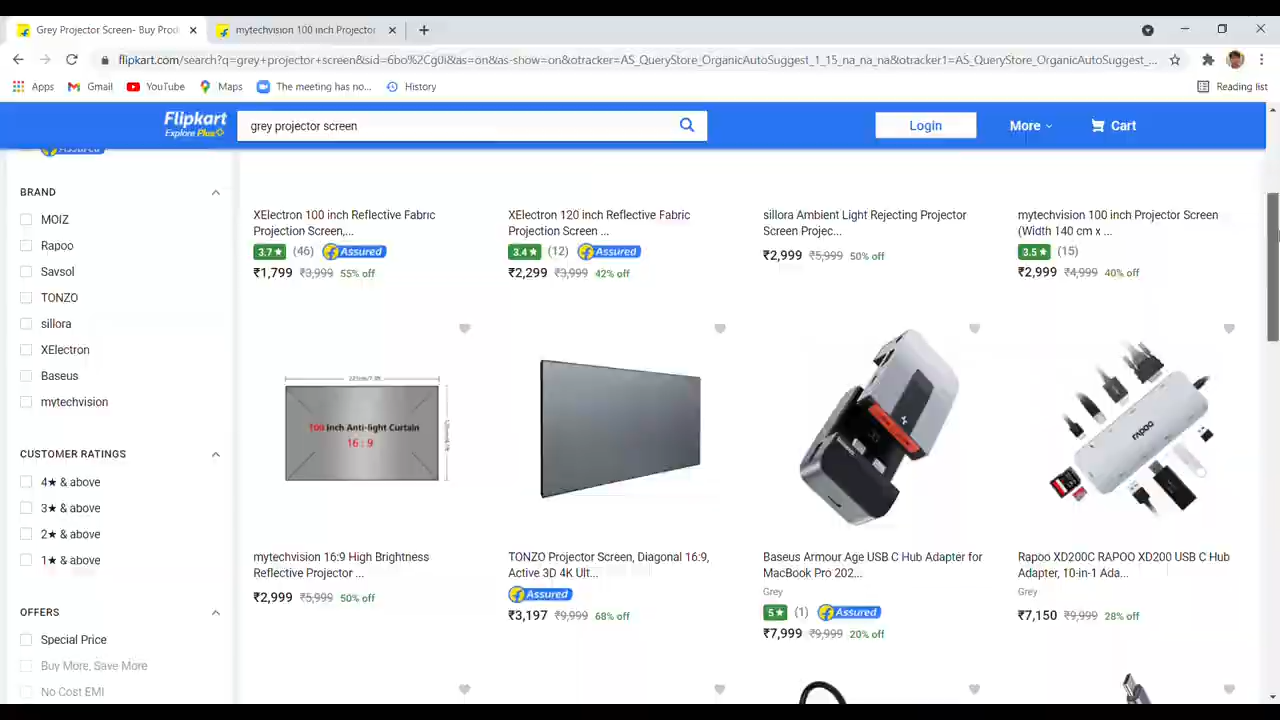 Grey Projector Screen- Buy Prod
mytechvision 100 inch Projector
flipkart.com/search?q=grey+projector+screen&sid=6bo%2Cg0i&as=on&as-show=on&otracker=AS_QueryStore_OrganicAutoSuggest_1_15_na_na_na&otracker1=AS_QueryStore_OrganicAutoSuggest_...
Apps
Gmail
YouTube
Maps
The meeting has no...
History
Reading list
Flipkart
Explore Plus
grey projector screen
Login
More
Cart
Assured
BRAND
MOIZ
Rapoo
Savsol
TONZO
sillora
XElectron
Baseus
mytechvision
CUSTOMER RATINGS
4★ & above
3★ & above
2★ & above
1★ & above
OFFERS
Special Price
Buy More, Save More
No Cost EMI
XElectron 100 inch Reflective Fabric
Projection Screen,...
3.7★ (46) Assured
₹1,799 ₹3,999 55% off
XElectron 120 inch Reflective Fabric
Projection Screen ...
3.4★ (12) Assured
₹2,299 ₹3,999 42% off
sillora Ambient Light Rejecting Projector
Screen Projec...
₹2,999 ₹5,999 50% off
mytechvision 100 inch Projector Screen
(Width 140 cm x ...
3.5★ (15)
₹2,999 ₹4,999 40% off
inch Anti-light Curtain
16 : 9
mytechvision 16:9 High Brightness
Reflective Projector ...
₹2,999 ₹5,999 50% off
TONZO Projector Screen, Diagonal 16:9,
Active 3D 4K Ult...
Assured
₹3,197 ₹9,999 68% off
Baseus Armour Age USB C Hub Adapter for
MacBook Pro 202...
Grey
5★ (1) Assured
₹7,999 ₹9,999 20% off
rapoo
Rapoo XD200C RAPOO XD200 USB C Hub
Adapter, 10-in-1 Ada...
Grey
₹7,150 ₹9,999 28% off